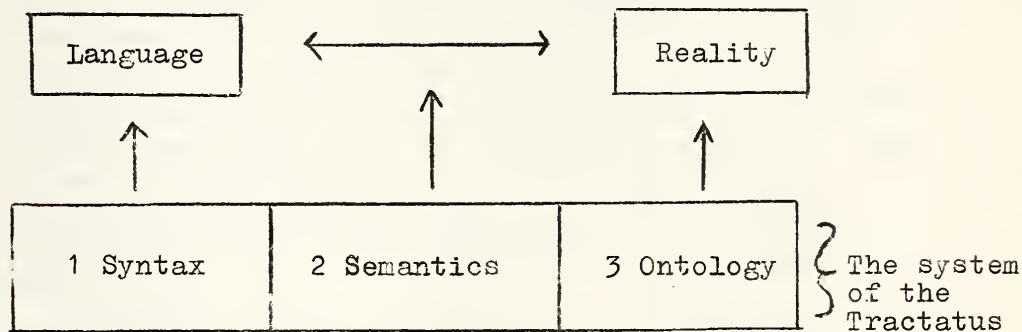 Language
Reality
1 Syntax
2 Semantics
3 Ontology
The system
of the
Tractatus